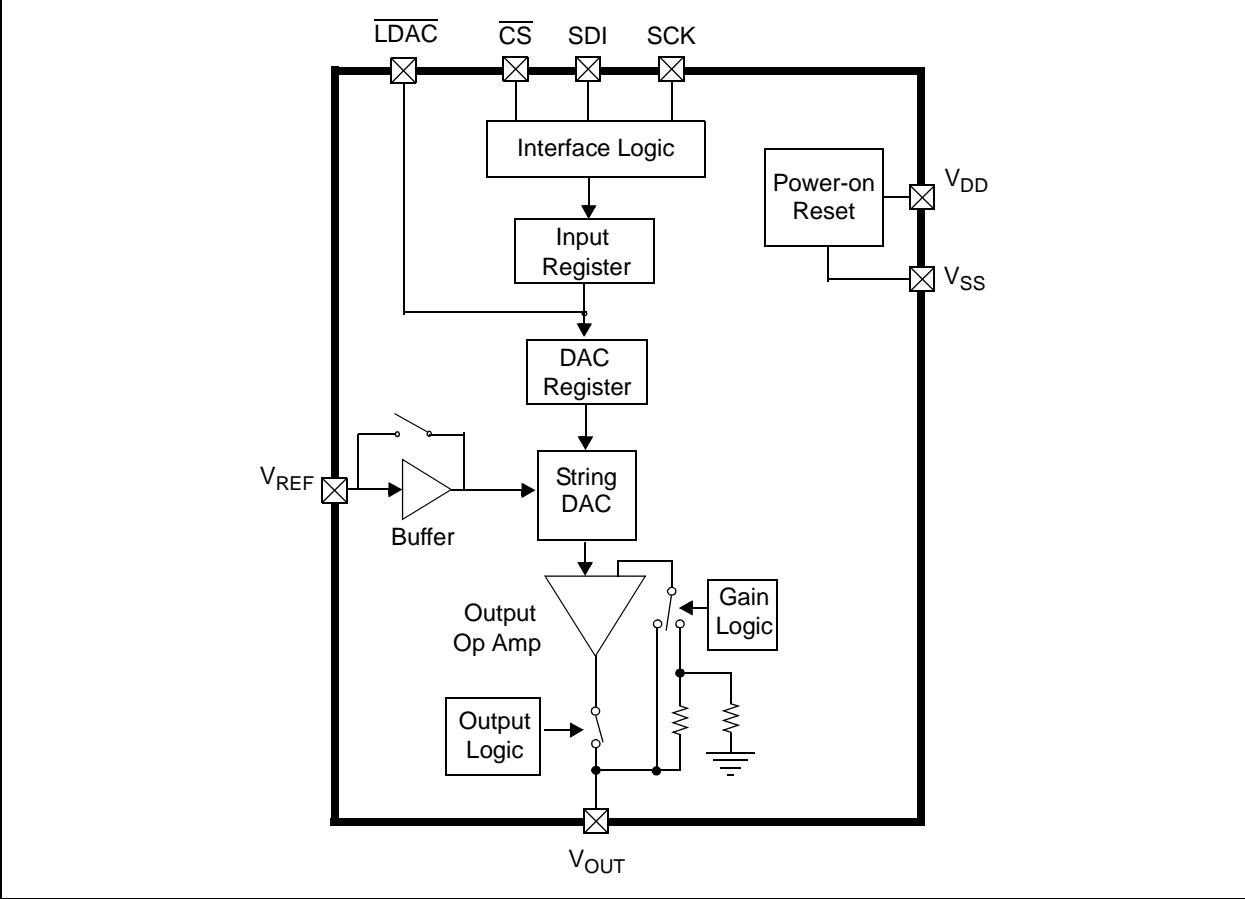 LDAC CS SDI SCK
Interface Logic
Power-on
Reset
VDD
Input
Register
VSS
DAC
Register
VREF
String
DAC
Buffer
Output
Op Amp
Gain
Logic
Output
Logic
VOUT